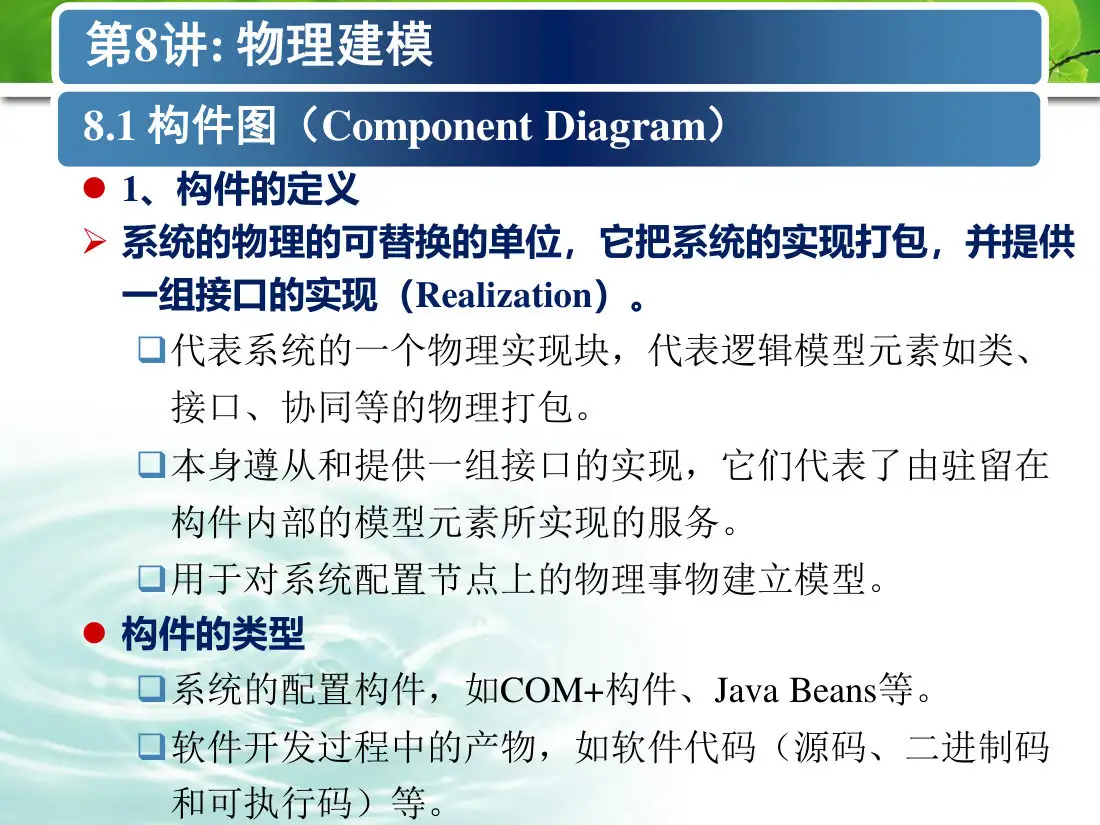 第8讲: 物理建模
8.1 构件图（Component Diagram）
1、构件的定义
系统的物理的可替换的单位，它把系统的实现打包，并提供
一组接口的实现（Realization）。
代表系统的一个物理实现块，代表逻辑模型元素如类、
接口、协同等的物理打包。
本身遵从和提供一组接口的实现，它们代表了由驻留在
构件内部的模型元素所实现的服务。
用于对系统配置节点上的物理事物建立模型。
构件的类型
系统的配置构件，如COM+构件、Java Beans等。
软件开发过程中的产物，如软件代码（源码、二进制码
和可执行码）等。